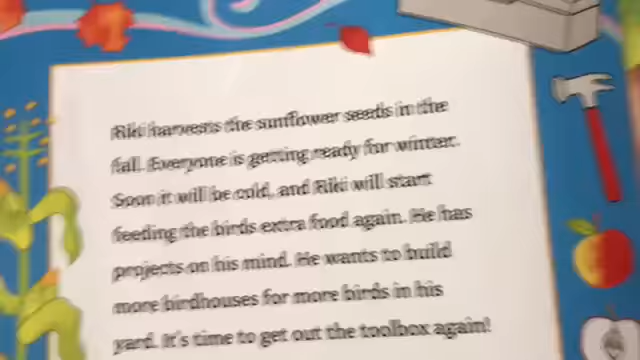 Riki harvests the sunflower seeds in the
fall. Everyone is getting ready for winter.
Soon it will be cold, and Riki will start
feeding the birds extra food again. He has
projects on his mind. He wants to build
more birdhouses for more birds in his
yard. It's time to get out the toolbox again!